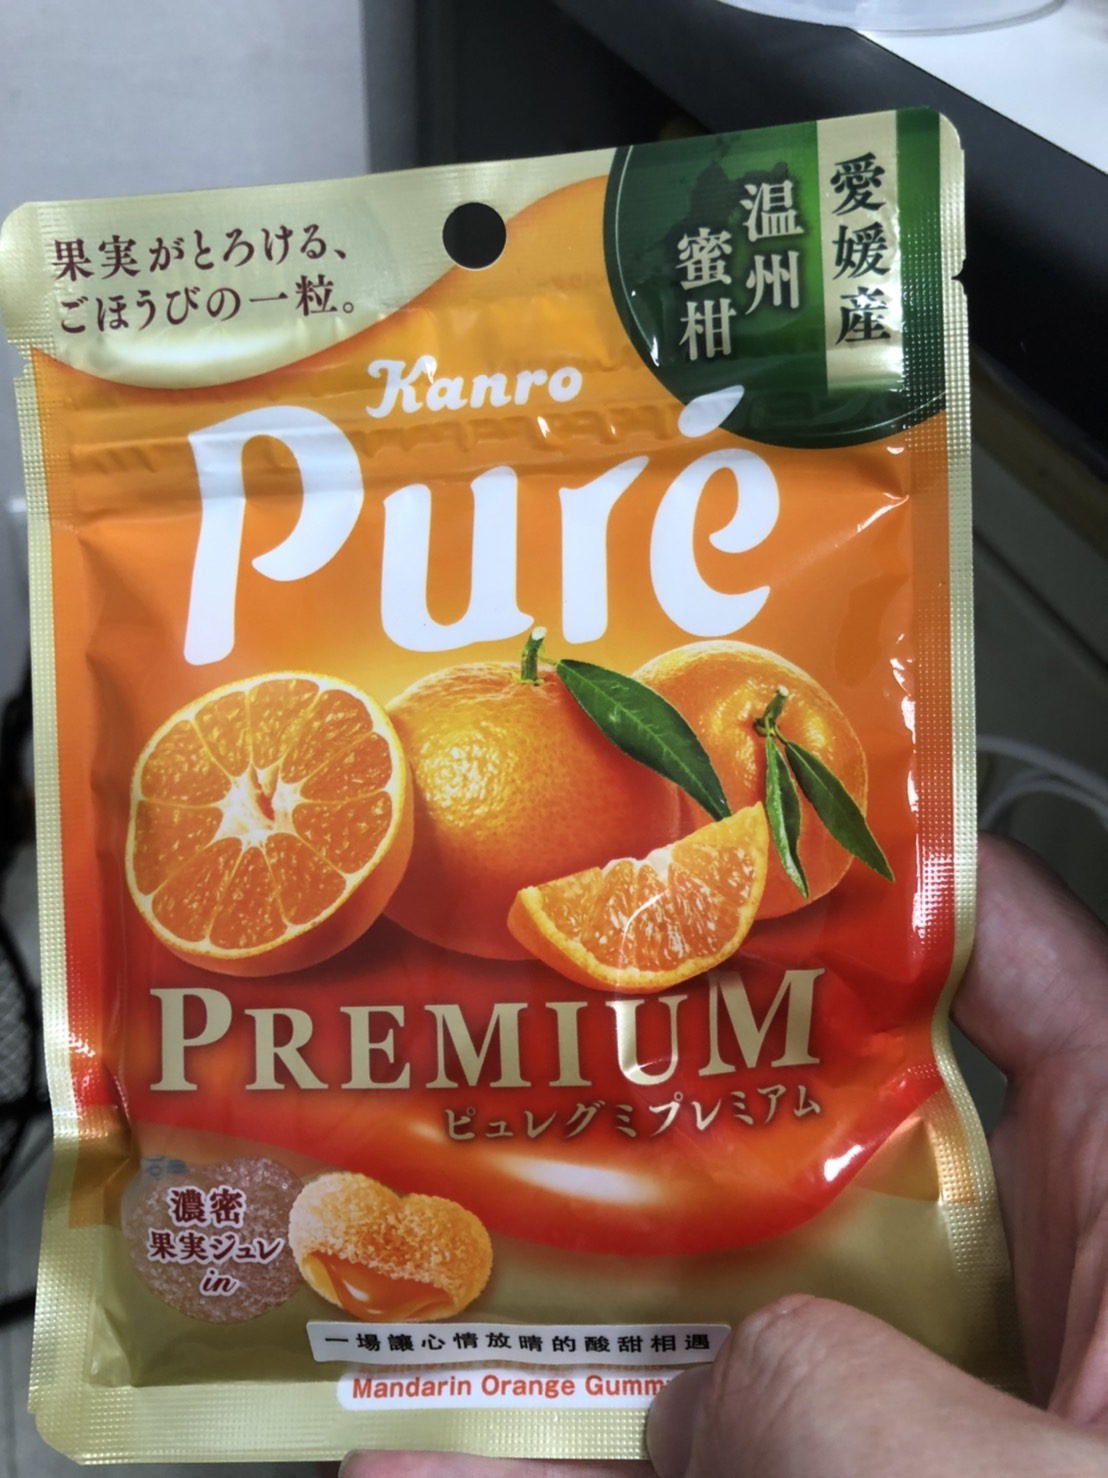 果実がとろける、
ごほうびの一粒。
愛媛産
温州
蜜柑
Kanro
Puré
PREMIUM
ピュレグミプレミアム
濃密
果実ジュレ
in
一場讓心情放晴的酸甜相遇
Mandarin Orange